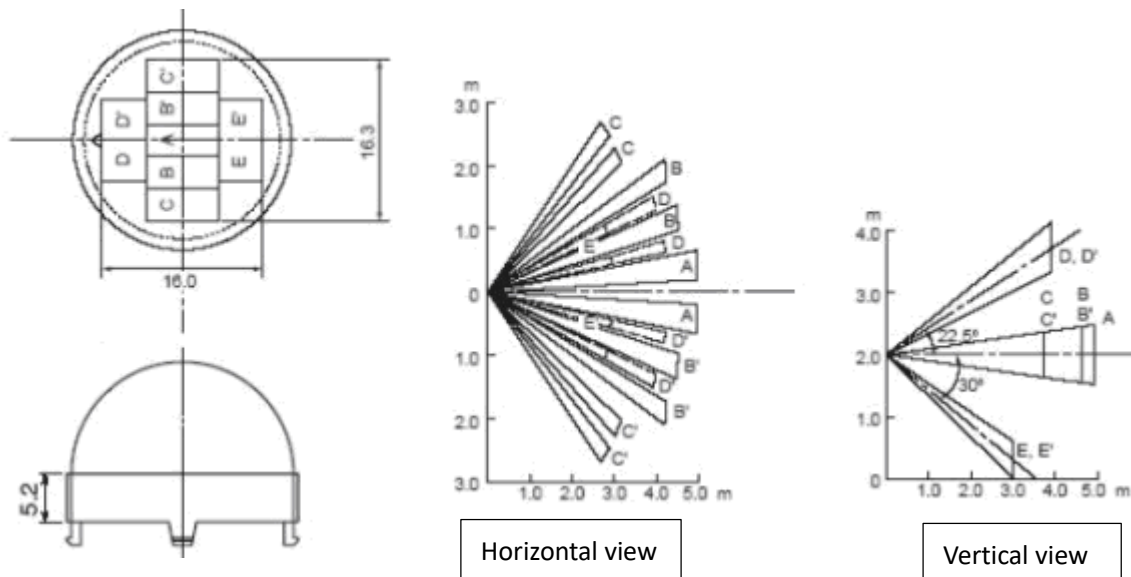 C'
B'
A
B
C
D'
D
E'
E
16.3
16.0
5.2
m
3.0
2.0
1.0
0
1.0
2.0
3.0
1.0 2.0 3.0 4.0 5.0 m
C
C
B
D
B
E
D
A
A
E'
D'
B'
D'
B'
C'
C'
Horizontal view
m
4.0
3.0
2.0
1.0
0
1.0 2.0 3.0 4.0 5.0 m
D, D'
C B
C' B' A
22.5°
30°
E, E'
Vertical view